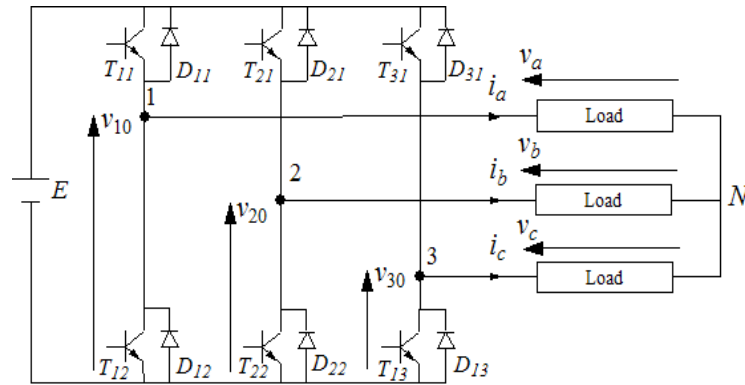 T11 D11 T21 D21 T31 D31
va
1
ia
Load
v10
vb
E
2
ib
Load
N
v20
vc
3
ic
Load
v30
T12 D12 T22 D22 T13 D13